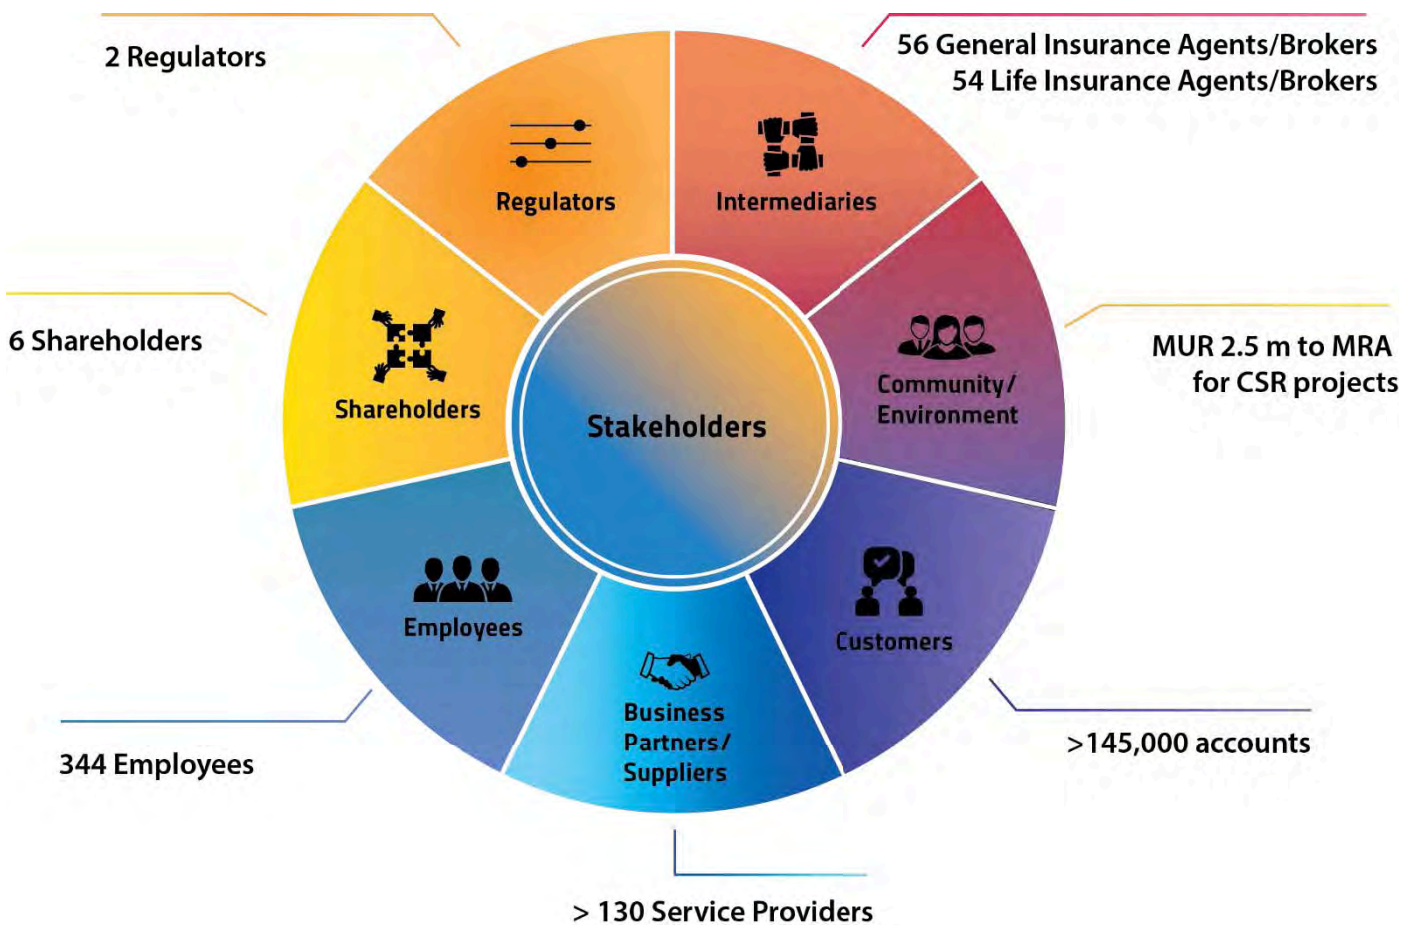 2 Regulators
56 General Insurance Agents/Brokers
54 Life Insurance Agents/Brokers
Regulators
Intermediaries
6 Shareholders
Shareholders
Community/
Environment
MUR 2.5 m to MRA
for CSR projects
Stakeholders
Employees
Customers
Business
Partners/
Suppliers
344 Employees
>145,000 accounts
> 130 Service Providers